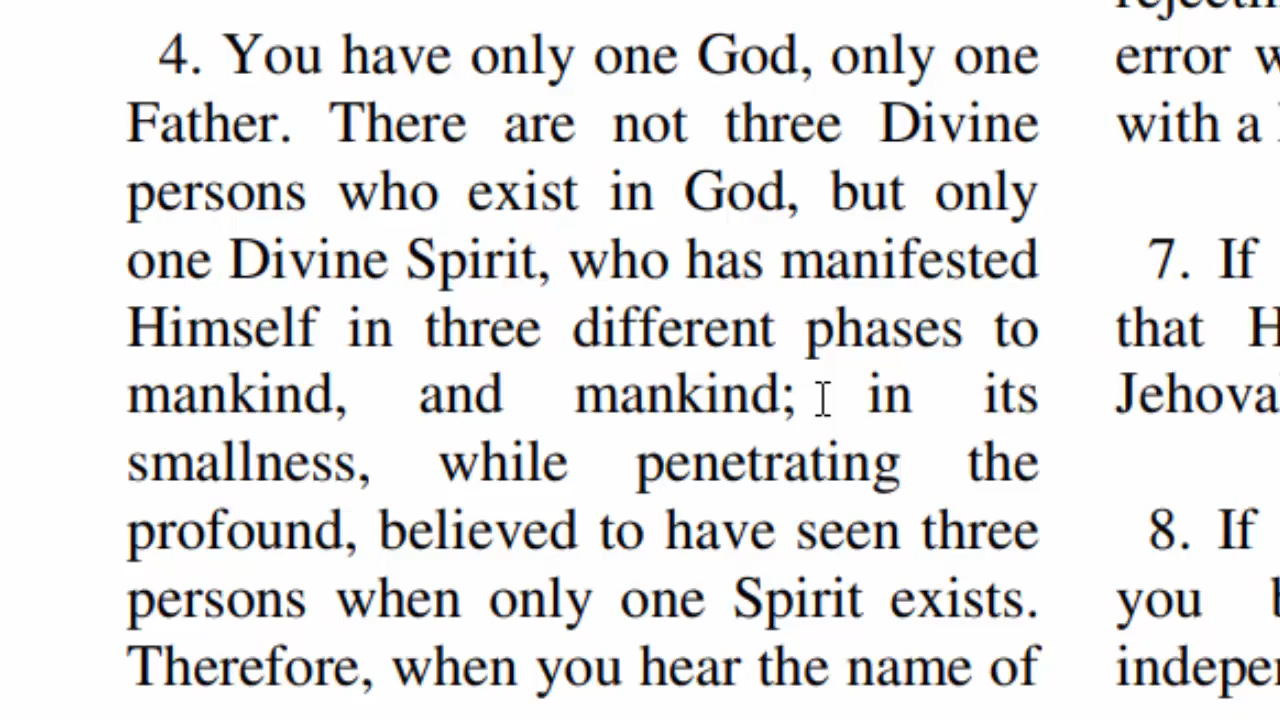 4. You have only one God, only one
Father. There are not three Divine
persons who exist in God, but only
one Divine Spirit, who has manifested
Himself in three different phases to
mankind, and mankind; in its
smallness, while penetrating the
profound, believed to have seen three
persons when only one Spirit exists.
Therefore, when you hear the name of
error
with a
7. If
that
8. If
you